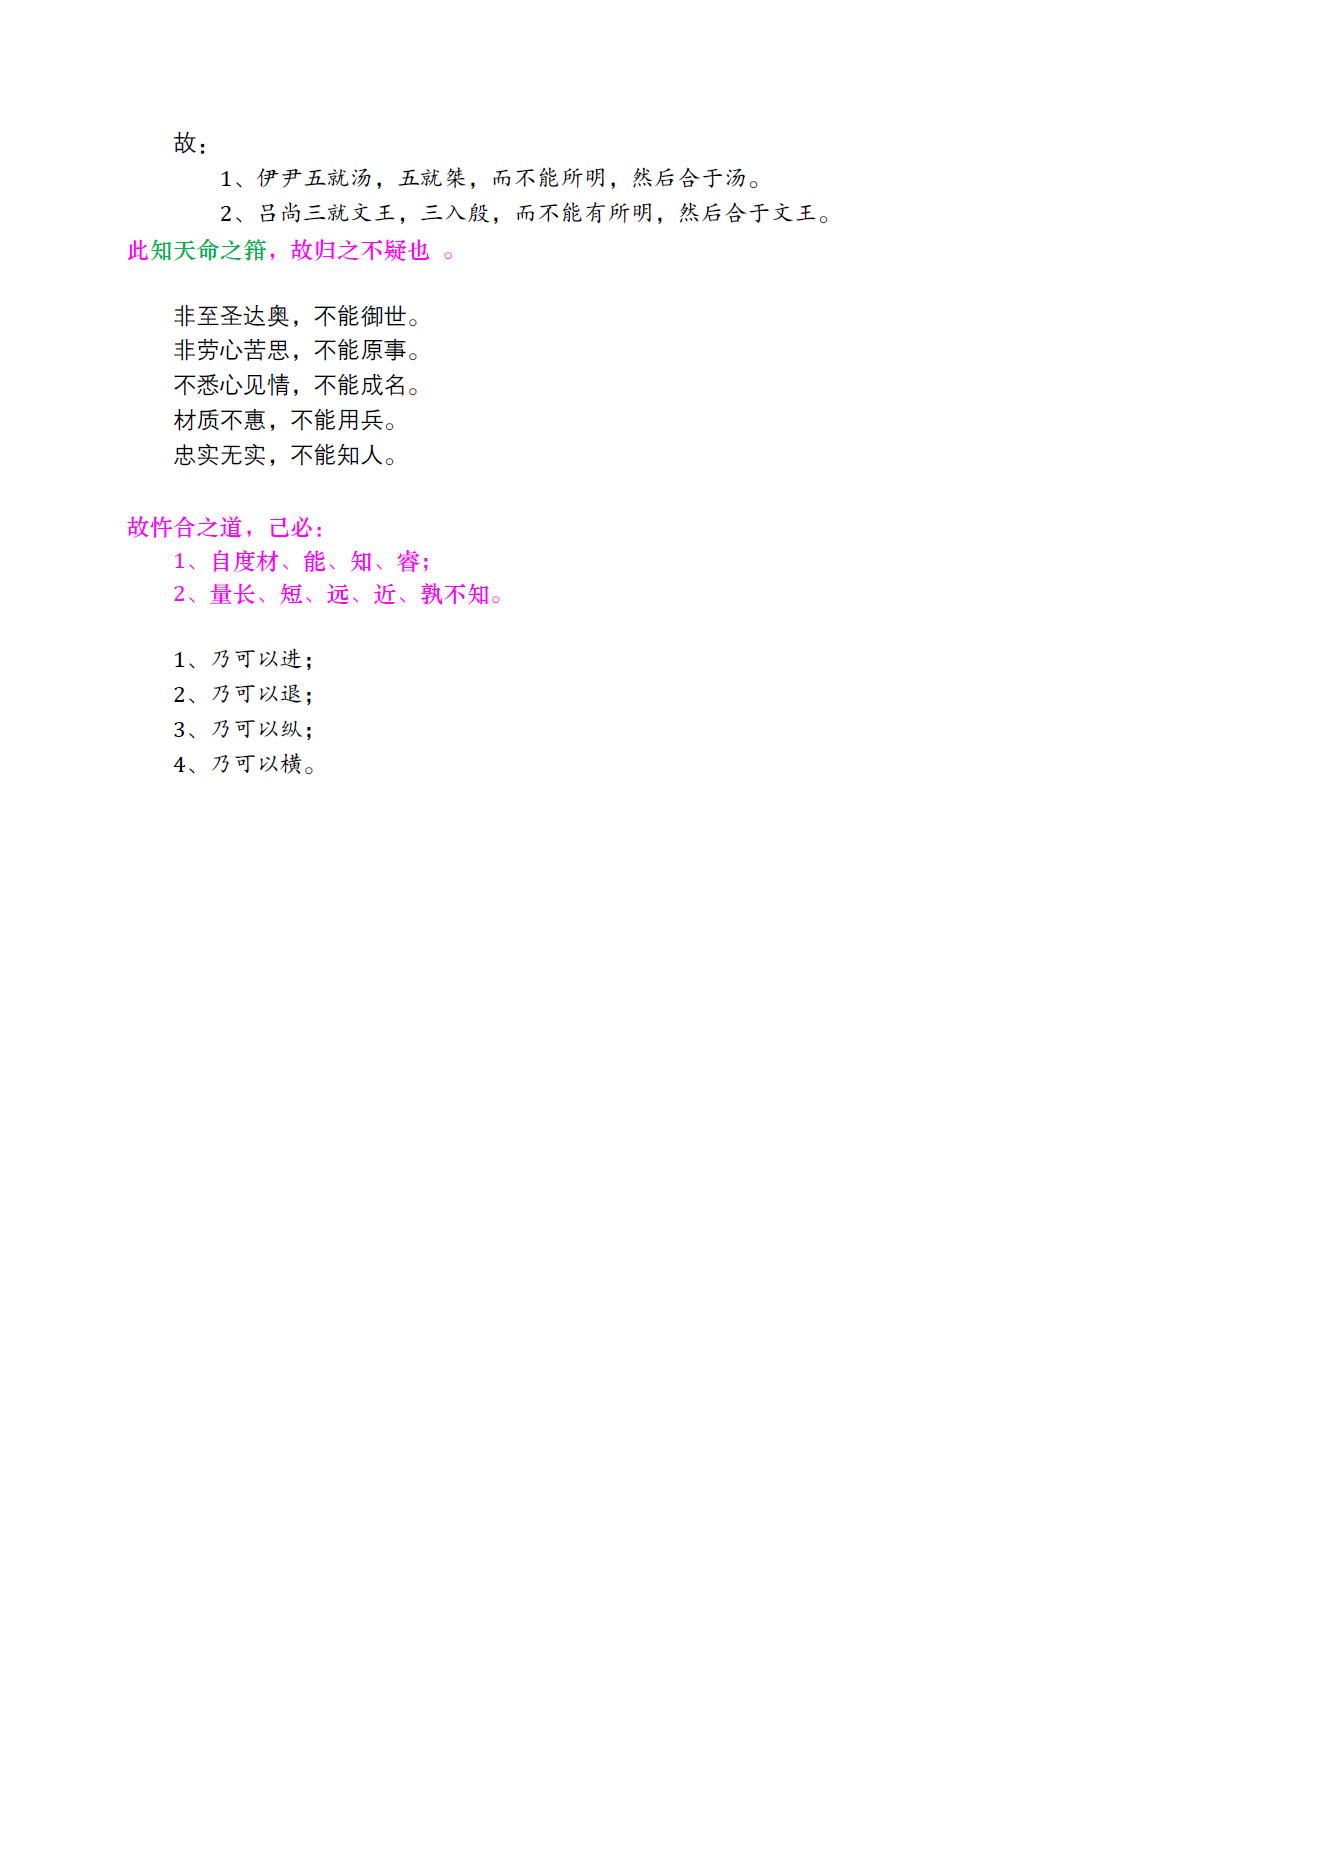 故：
1、伊尹五就汤，五就桀，而不能所明，然后合于汤。
2、吕尚三就文王，三入殷，而不能有所明，然后合于文王。
此知天命之箝，故归之不疑也 。
非至圣达奥，不能御世。
非劳心苦思，不能原事。
不悉心见情，不能成名。
材质不惠，不能用兵。
忠实无实，不能知人。
故忤合之道，己必：
1、自度材、能、知、睿；
2、量长、短、远、近、孰不知。
1、乃可以进；
2、乃可以退；
3、乃可以纵；
4、乃可以横。